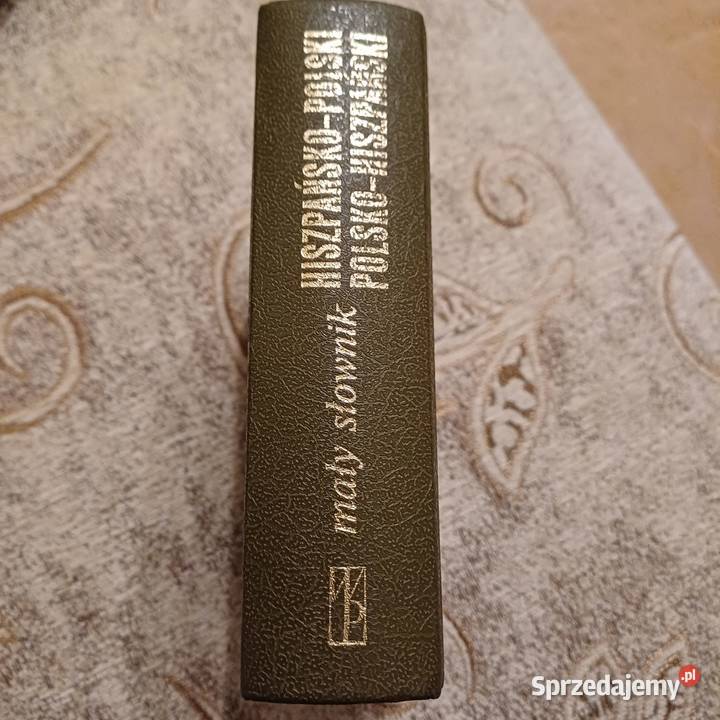 mały słownik
HISZPAŃSKO-POLSKI
POLSKO-HISZPAŃSKI
WP
Sprzedajemy.pl